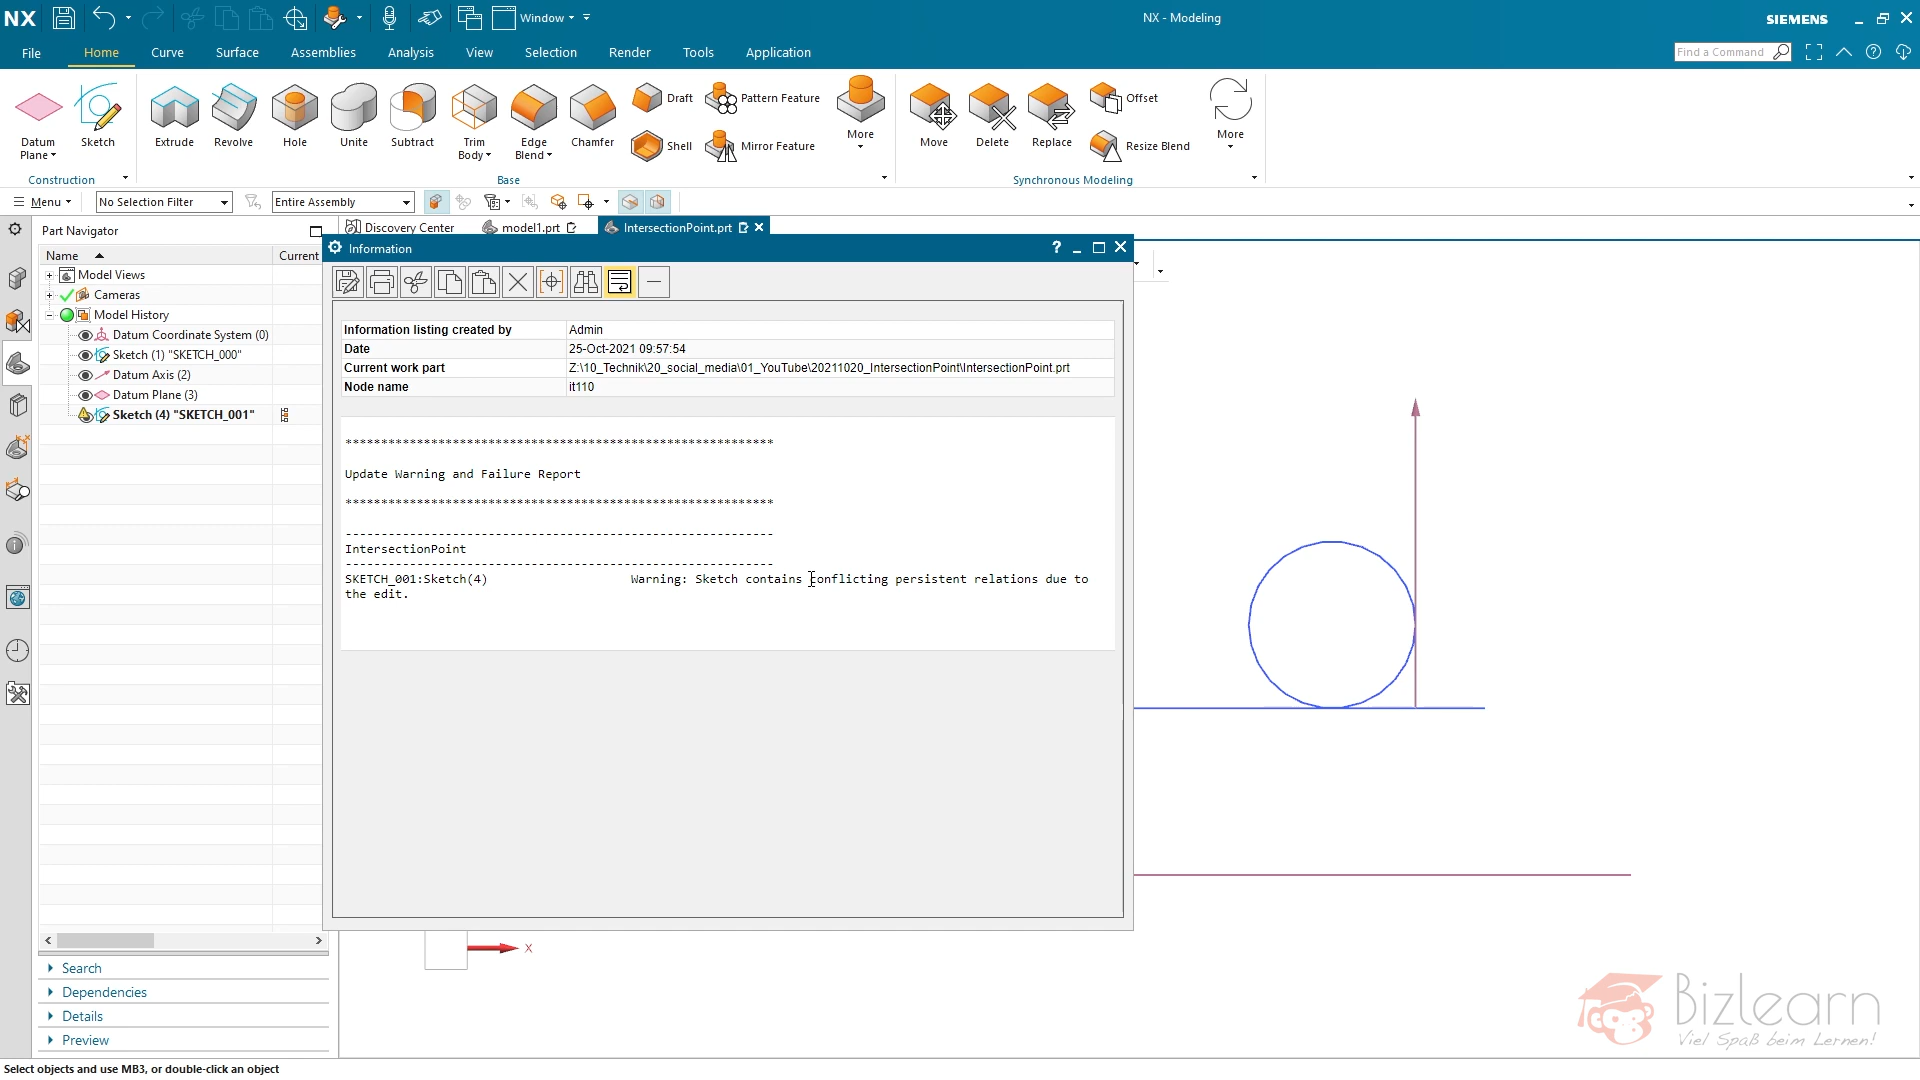 NX
Window
NX - Modeling
SIEMENS
File
Home
Curve
Surface
Assemblies
Analysis
View
Selection
Render
Tools
Application
Find a Command
Datum Plane
Sketch
Extrude
Revolve
Hole
Unite
Subtract
Trim Body
Edge Blend
Chamfer
Draft
Shell
Pattern Feature
Mirror Feature
More
Move
Delete
Replace
Offset
Resize Blend
More
Construction
Base
Synchronous Modeling
Menu
No Selection Filter
Entire Assembly
Part Navigator
Discovery Center
model1.prt
IntersectionPoint.prt
Name
Current
Model Views
Cameras
Model History
Datum Coordinate System (0)
Sketch (1) "SKETCH_000"
Datum Axis (2)
Datum Plane (3)
Sketch (4) "SKETCH_001"
Information
Information listing created by Admin
Date 25-Oct-2021 09:57:54
Current work part Z:\10_Technik\20_social_media\01_YouTube\20211020_IntersectionPoint\IntersectionPoint.prt
Node name it110
************************************************************
Update Warning and Failure Report
************************************************************
------------------------------------------------------------
IntersectionPoint
------------------------------------------------------------
SKETCH_001:Sketch(4) Warning: Sketch contains conflicting persistent relations due to
the edit.
X
Search
Dependencies
Details
Preview
Bizlearn
Viel Spaß beim Lernen!
Select objects and use MB3, or double-click an object